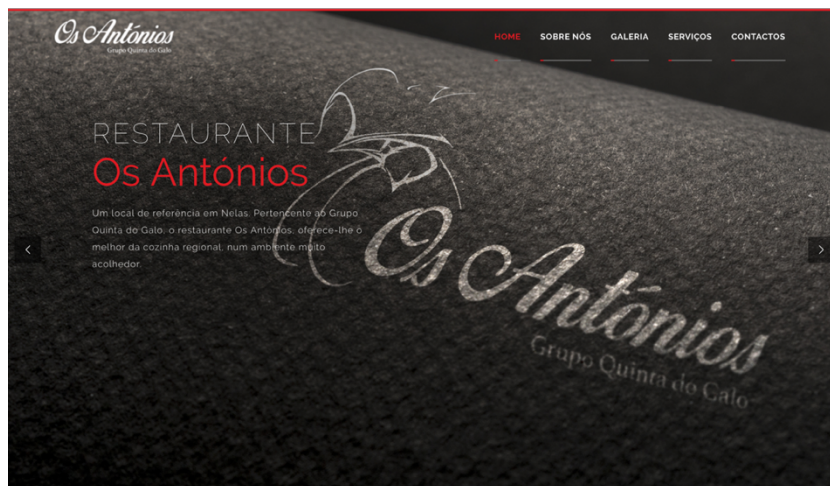 Os Antónios
Grupo Quinta do Galo
HOME SOBRE NÓS GALERIA SERVIÇOS CONTACTOS
RESTAURANTE
Os Antónios
Um local de referência em Nelas. Pertencente ao Grupo
Quinta do Galo, o restaurante Os Antónios, oferece-lhe o
melhor da cozinha regional, num ambiente muito
acolhedor.
Os Antónios
Grupo Quinta do Galo